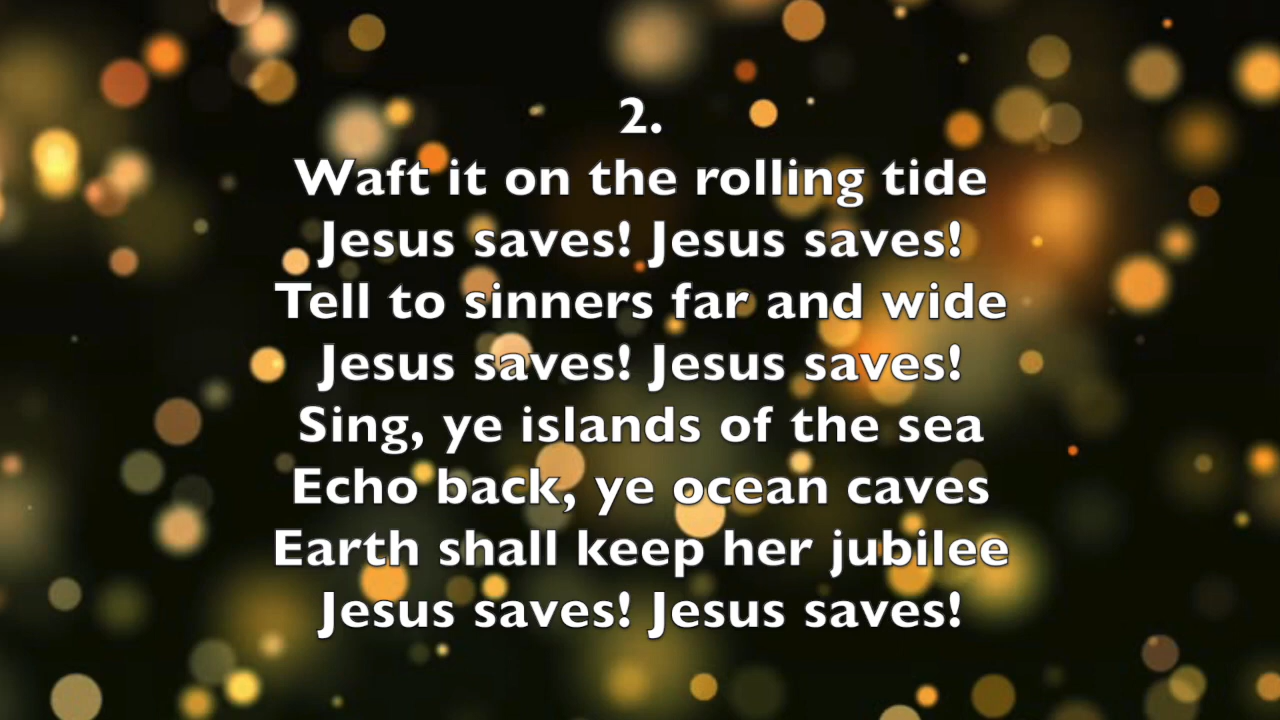 2.
Waft it on the rolling tide
Jesus saves! Jesus saves!
Tell to sinners far and wide
Jesus saves! Jesus saves!
Sing, ye islands of the sea
Echo back, ye ocean caves
Earth shall keep her jubilee
Jesus saves! Jesus saves!